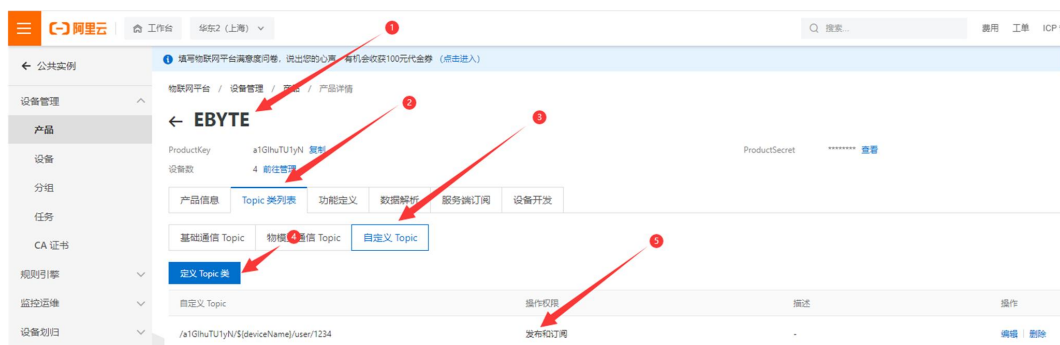 阿里云 工作台 华东2（上海） 搜索... 费用 工单 ICP
1
← 公共实例 填写物联网平台满意度问卷，说出您的心声，有机会收获100元代金券 （点击进入）
物联网平台 / 设备管理 / 产品 / 产品详情
设备管理
2
← EBYTE
3
产品
ProductKey a1GlhuTU1yN 复制 ProductSecret ******** 查看
设备
设备数 4 前往管理
分组
产品信息 Topic 类列表 功能定义 数据解析 服务端订阅 设备开发
任务
基础通信 Topic 物模型通信 Topic 自定义 Topic
4
5
CA 证书
规则引擎
定义 Topic 类
监控运维
自定义 Topic 操作权限 描述 操作
设备划归
/a1GlhuTU1yN/${deviceName}/user/1234 发布和订阅 - 编辑 删除